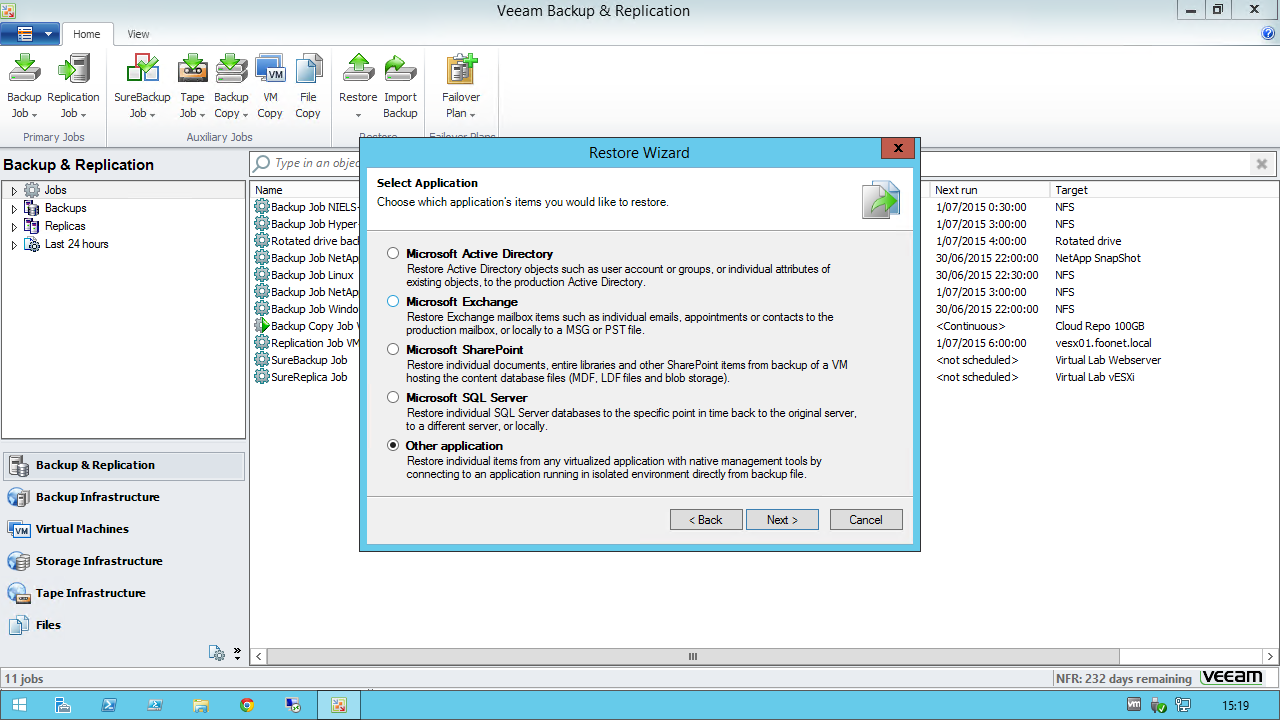 Veeam Backup & Replication
Home View
Backup Job
Replication Job
SureBackup Job
Tape Job
Backup Copy
VM Copy
File Copy
Restore
Import Backup
Failover Plan
Primary Jobs
Auxiliary Jobs
Restore
Failover Plans
Backup & Replication
Jobs
Backups
Replicas
Last 24 hours
Type in an objec
Name Next run Target
Backup Job NIELS- 1/07/2015 0:30:00 NFS
Backup Job Hyper- 1/07/2015 3:00:00 NFS
Rotated drive back 1/07/2015 4:00:00 Rotated drive
Backup Job NetApp 30/06/2015 22:00:00 NetApp SnapShot
Backup Job Linux 30/06/2015 22:30:00 NFS
Backup Job NetApp 1/07/2015 3:00:00 NFS
Backup Job Windo 30/06/2015 22:00:00 NFS
Backup Copy Job W <Continuous> Cloud Repo 100GB
Replication Job VM 1/07/2015 6:00:00 vesx01.foonet.local
SureBackup Job <not scheduled> Virtual Lab Webserver
SureReplica Job <not scheduled> Virtual Lab vESXi
Restore Wizard
X
Select Application
Choose which application's items you would like to restore.
Microsoft Active Directory
Restore Active Directory objects such as user account or groups, or individual attributes of
existing objects, to the production Active Directory.
Microsoft Exchange
Restore Exchange mailbox items such as individual emails, appointments or contacts to the
production mailbox, or locally to a MSG or PST file.
Microsoft SharePoint
Restore individual documents, entire libraries and other SharePoint items from backup of a VM
hosting the content database files (MDF, LDF files and blob storage).
Microsoft SQL Server
Restore individual SQL Server databases to the specific point in time back to the original server,
to a different server, or locally.
Other application
Restore individual items from any virtualized application with native management tools by
connecting to an application running in isolated environment directly from backup file.
< Back Next > Cancel
Backup & Replication
Backup Infrastructure
VM
Virtual Machines
Storage Infrastructure
Tape Infrastructure
Files
11 jobs
NFR: 232 days remaining veeam
vm
15:19